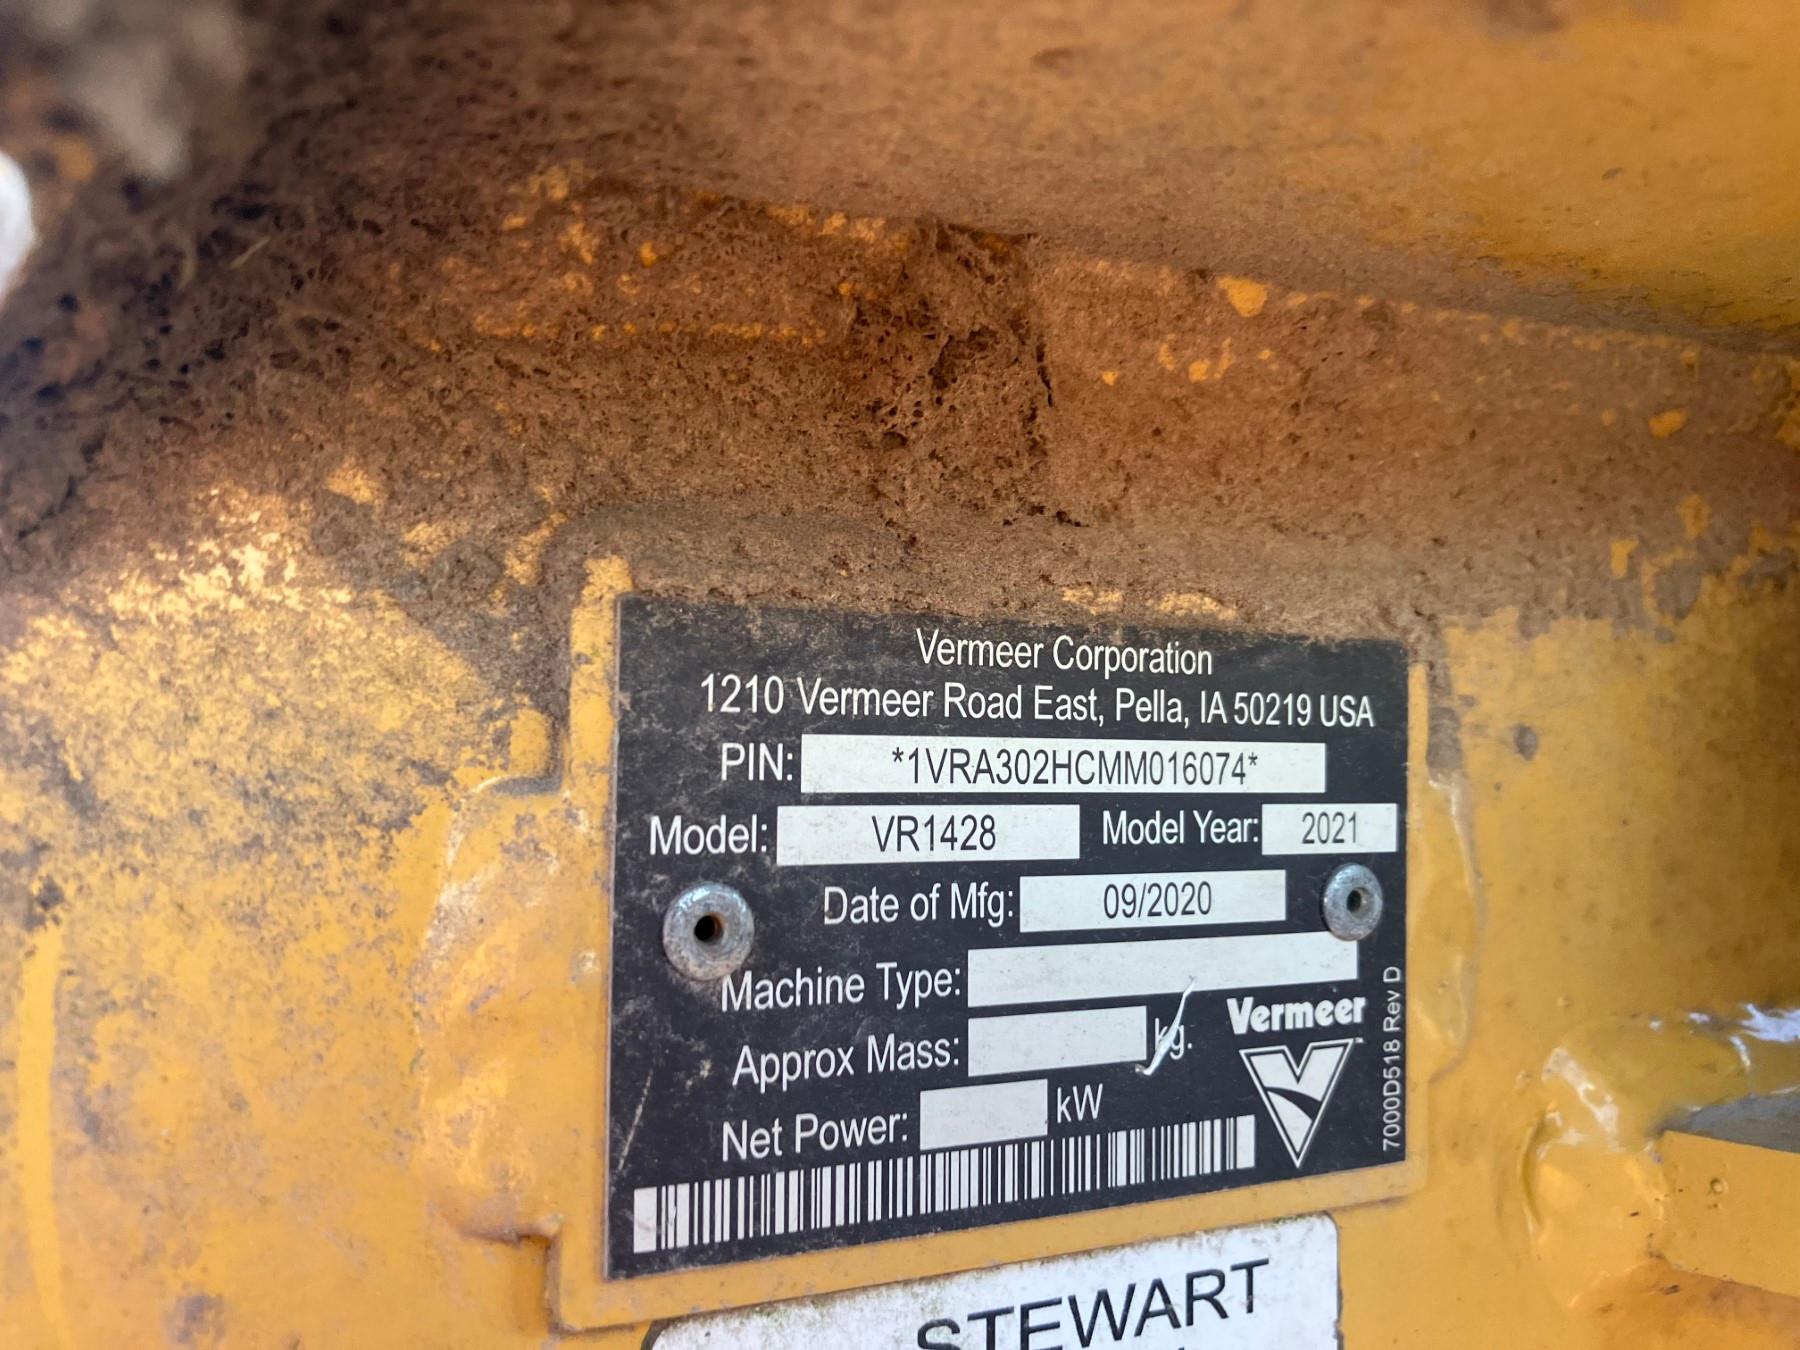 Vermeer Corporation
1210 Vermeer Road East, Pella, IA 50219 USA
PIN: *1VRA302HCMM016074*
Model: VR1428 Model Year: 2021
Date of Mfg: 09/2020
Machine Type:
Approx Mass: kg.
Net Power: kW
Vermeer
7000D518 Rev D
STEWART